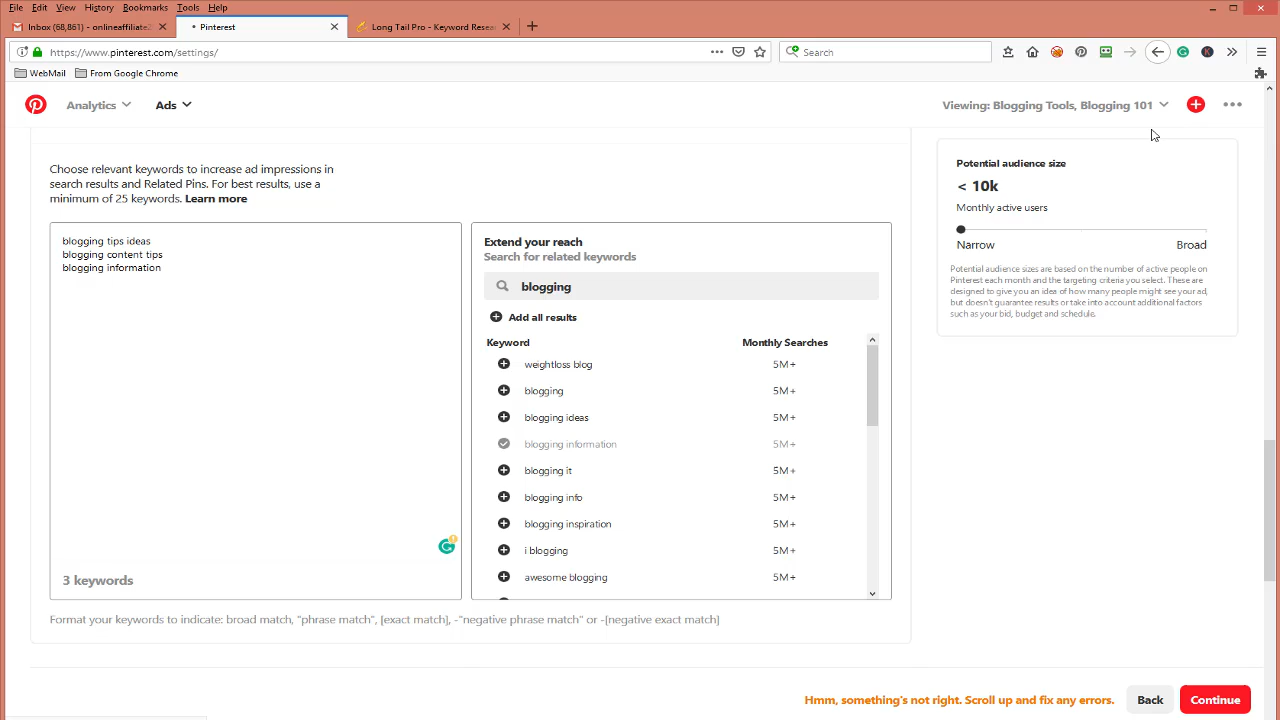 File Edit View History Bookmarks Tools Help
Inbox (68,861) - onlineaffiliate2
Pinterest
Long Tail Pro - Keyword Resea
https://www.pinterest.com/settings/
Search
WebMail
From Google Chrome
Analytics
Ads
Viewing: Blogging Tools, Blogging 101
Choose relevant keywords to increase ad impressions in
search results and Related Pins. For best results, use a
minimum of 25 keywords. Learn more
blogging tips ideas
blogging content tips
blogging information
3 keywords
Extend your reach
Search for related keywords
blogging
Add all results
Keyword Monthly Searches
weightloss blog 5M+
blogging 5M+
blogging ideas 5M+
blogging information 5M+
blogging it 5M+
blogging info 5M+
blogging inspiration 5M+
i blogging 5M+
awesome blogging 5M+
Format your keywords to indicate: broad match, "phrase match", [exact match], -"negative phrase match" or -[negative exact match]
Potential audience size
< 10k
Monthly active users
Narrow Broad
Potential audience sizes are based on the number of active people on
Pinterest each month and the targeting criteria you select. These are
designed to give you an idea of how many people might see your ad,
but doesn't guarantee results or take into account additional factors
such as your bid, budget and schedule.
Hmm, something's not right. Scroll up and fix any errors.
Back
Continue